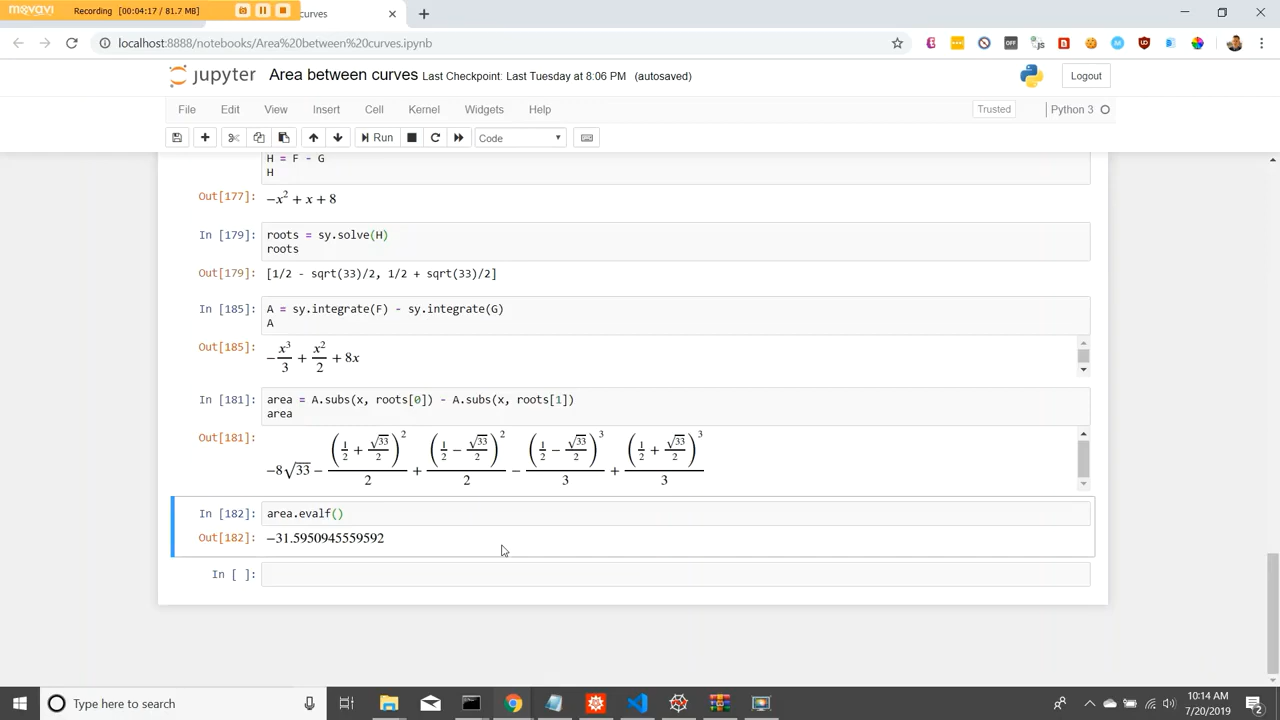 movavi Recording [00:04:17 / 81.7 MB] curves
localhost:8888/notebooks/Area%20between%20curves.ipynb
jupyter Area between curves Last Checkpoint: Last Tuesday at 8:06 PM (autosaved) Logout
File Edit View Insert Cell Kernel Widgets Help Trusted Python 3
Run Code
H = F - G
H
Out[177]: −x² + x + 8
In [179]: roots = sy.solve(H)
roots
Out[179]: [1/2 - sqrt(33)/2, 1/2 + sqrt(33)/2]
In [185]: A = sy.integrate(F) - sy.integrate(G)
A
Out[185]: −x³/3 + x²/2 + 8x
In [181]: area = A.subs(x, roots[0]) - A.subs(x, roots[1])
area
Out[181]: −8√33 − (1/2 + √33/2)²/2 + (1/2 − √33/2)²/2 − (1/2 − √33/2)³/3 + (1/2 + √33/2)³/3
In [182]: area.evalf()
Out[182]: −31.5950945559592
In [ ]:
Type here to search
10:14 AM
7/20/2019
2